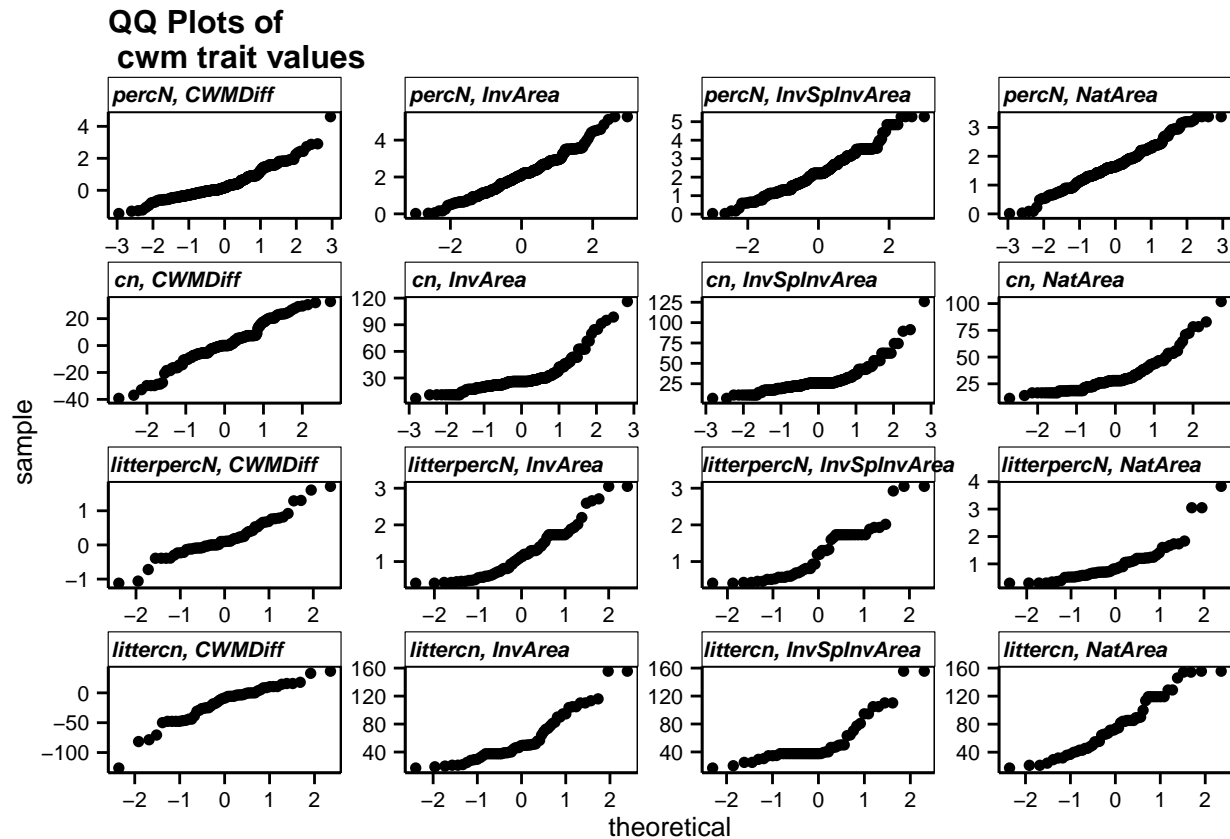 QQ Plots of
cwm trait values
percN, CWMDiff
percN, InvArea
percN, InvSpInvArea
percN, NatArea
4
2
0
−3 −2 −1 0 1 2 3
4
2
0
−2 0 2
5
4
3
2
1
0
−2 0 2
3
2
1
0
−3 −2 −1 0 1 2 3
cn, CWMDiff
cn, InvArea
cn, InvSpInvArea
cn, NatArea
20
0
−20
−40
−2 −1 0 1 2
120
90
60
30
−3 −2 −1 0 1 2 3
125
100
75
50
25
−3 −2 −1 0 1 2 3
100
75
50
25
−2 −1 0 1 2
sample
litterpercN, CWMDiff
litterpercN, InvArea
litterpercN, InvSpInvArea
litterpercN, NatArea
1
0
−1
−2 −1 0 1 2
3
2
1
−2 −1 0 1 2
3
2
1
−2 −1 0 1 2
4
3
2
1
−2 −1 0 1 2
littercn, CWMDiff
littercn, InvArea
littercn, InvSpInvArea
littercn, NatArea
0
−50
−100
−2 −1 0 1 2
160
120
80
40
−2 −1 0 1 2
160
120
80
40
−2 −1 0 1 2
160
120
80
40
−2 −1 0 1 2
theoretical